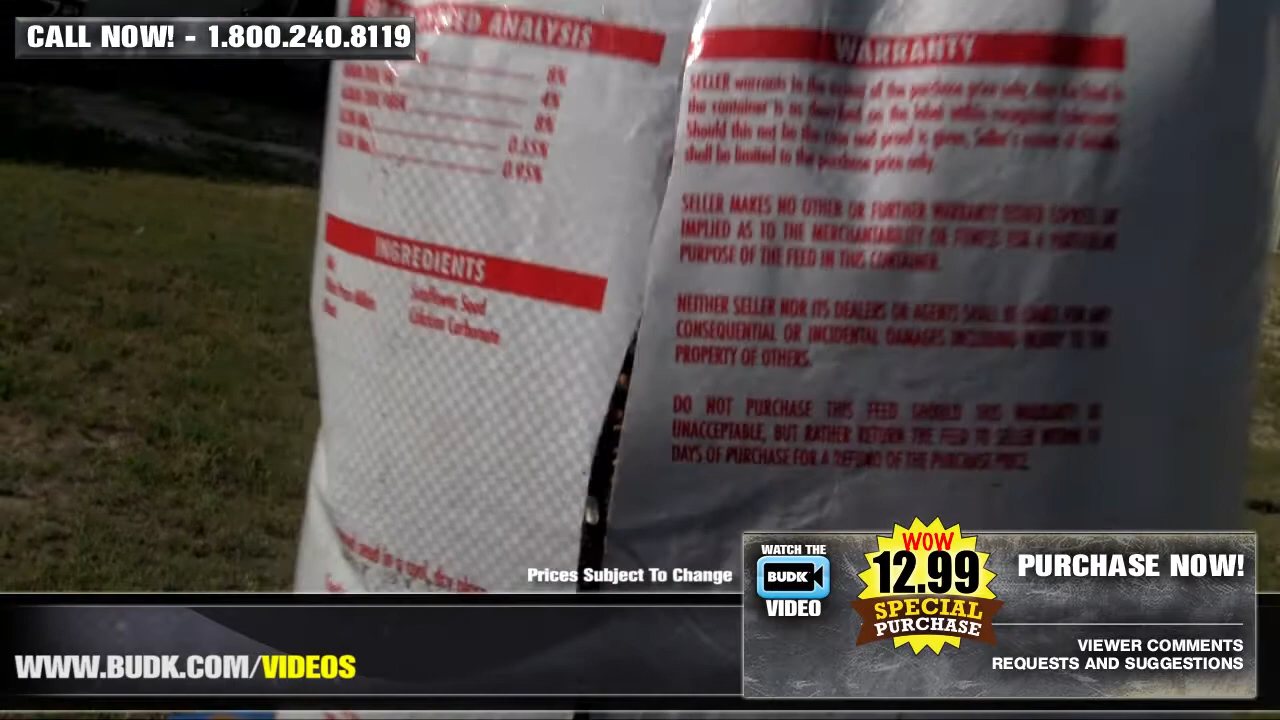 CALL NOW! - 1.800.240.8119
ANALYSIS
8%
4%
8%
0.55%
0.95%
INGREDIENTS
Sunflower Seed
Calcium Carbonate
WARRANTY
SELLER warrants to the extent of the purchase price only, that the feed in
the container is as described on the label within recognized tolerances.
Should this not be the case and proof is given, Seller's extent of liability
shall be limited to the purchase price only.
SELLER MAKES NO OTHER OR FURTHER WARRANTY EITHER EXPRESS OR
IMPLIED AS TO THE MERCHANTABILITY OR FITNESS FOR A PARTICULAR
PURPOSE OF THE FEED IN THIS CONTAINER.
NEITHER SELLER NOR ITS DEALERS OR AGENTS SHALL BE LIABLE FOR ANY
CONSEQUENTIAL OR INCIDENTAL DAMAGES INCLUDING INJURY TO THE
PROPERTY OF OTHERS.
DO NOT PURCHASE THIS FEED SHOULD THIS WARRANTY IS
UNACCEPTABLE, BUT RATHER RETURN THE FEED TO SELLER WITHIN
DAYS OF PURCHASE FOR A REFUND OF THE PURCHASE PRICE.
seed in a cool, dry place
Prices Subject To Change
WATCH THE
BUDK
VIDEO
WOW
12.99
SPECIAL
PURCHASE
PURCHASE NOW!
VIEWER COMMENTS
REQUESTS AND SUGGESTIONS
WWW.BUDK.COM/VIDEOS